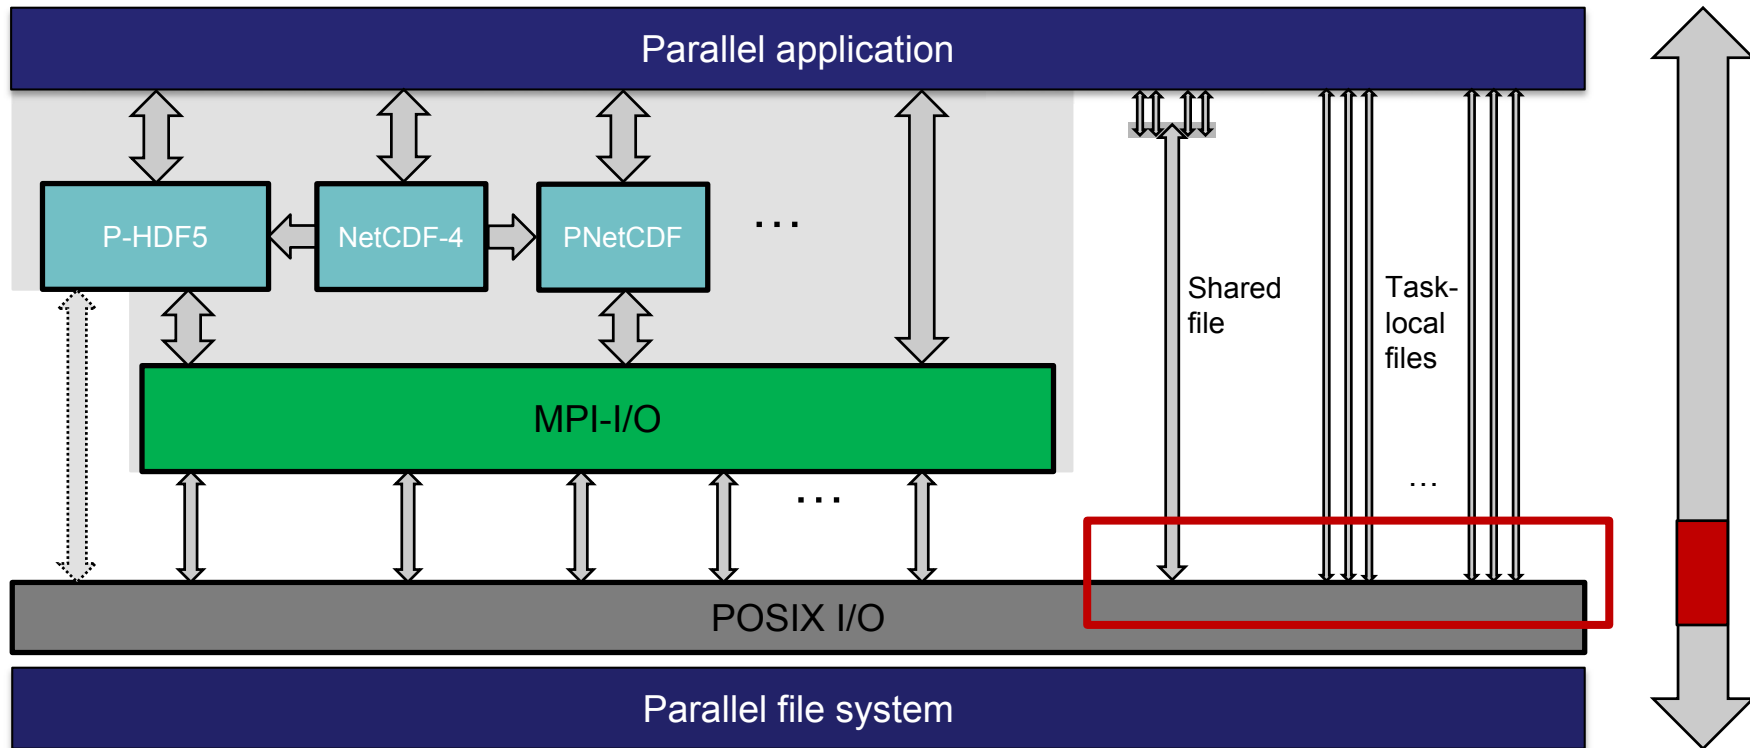 Parallel application
P-HDF5
NetCDF-4
PNetCDF
...
Shared
file
Task-
local
files
MPI-I/O
...
...
POSIX I/O
Parallel file system